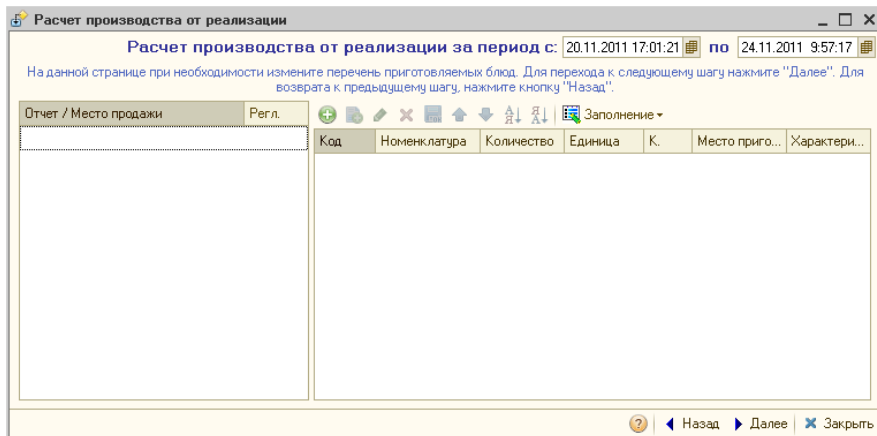 Расчет производства от реализации
Расчет производства от реализации за период с: 20.11.2011 17:01:21 по 24.11.2011 9:57:17
На данной странице при необходимости измените перечень приготовляемых блюд. Для перехода к следующему шагу нажмите "Далее". Для
возврата к предыдущему шагу, нажмите кнопку "Назад".
Отчет / Место продажи Регл.
Заполнение
Код Номенклатура Количество Единица К. Место приго... Характери...
Назад Далее Закрыть